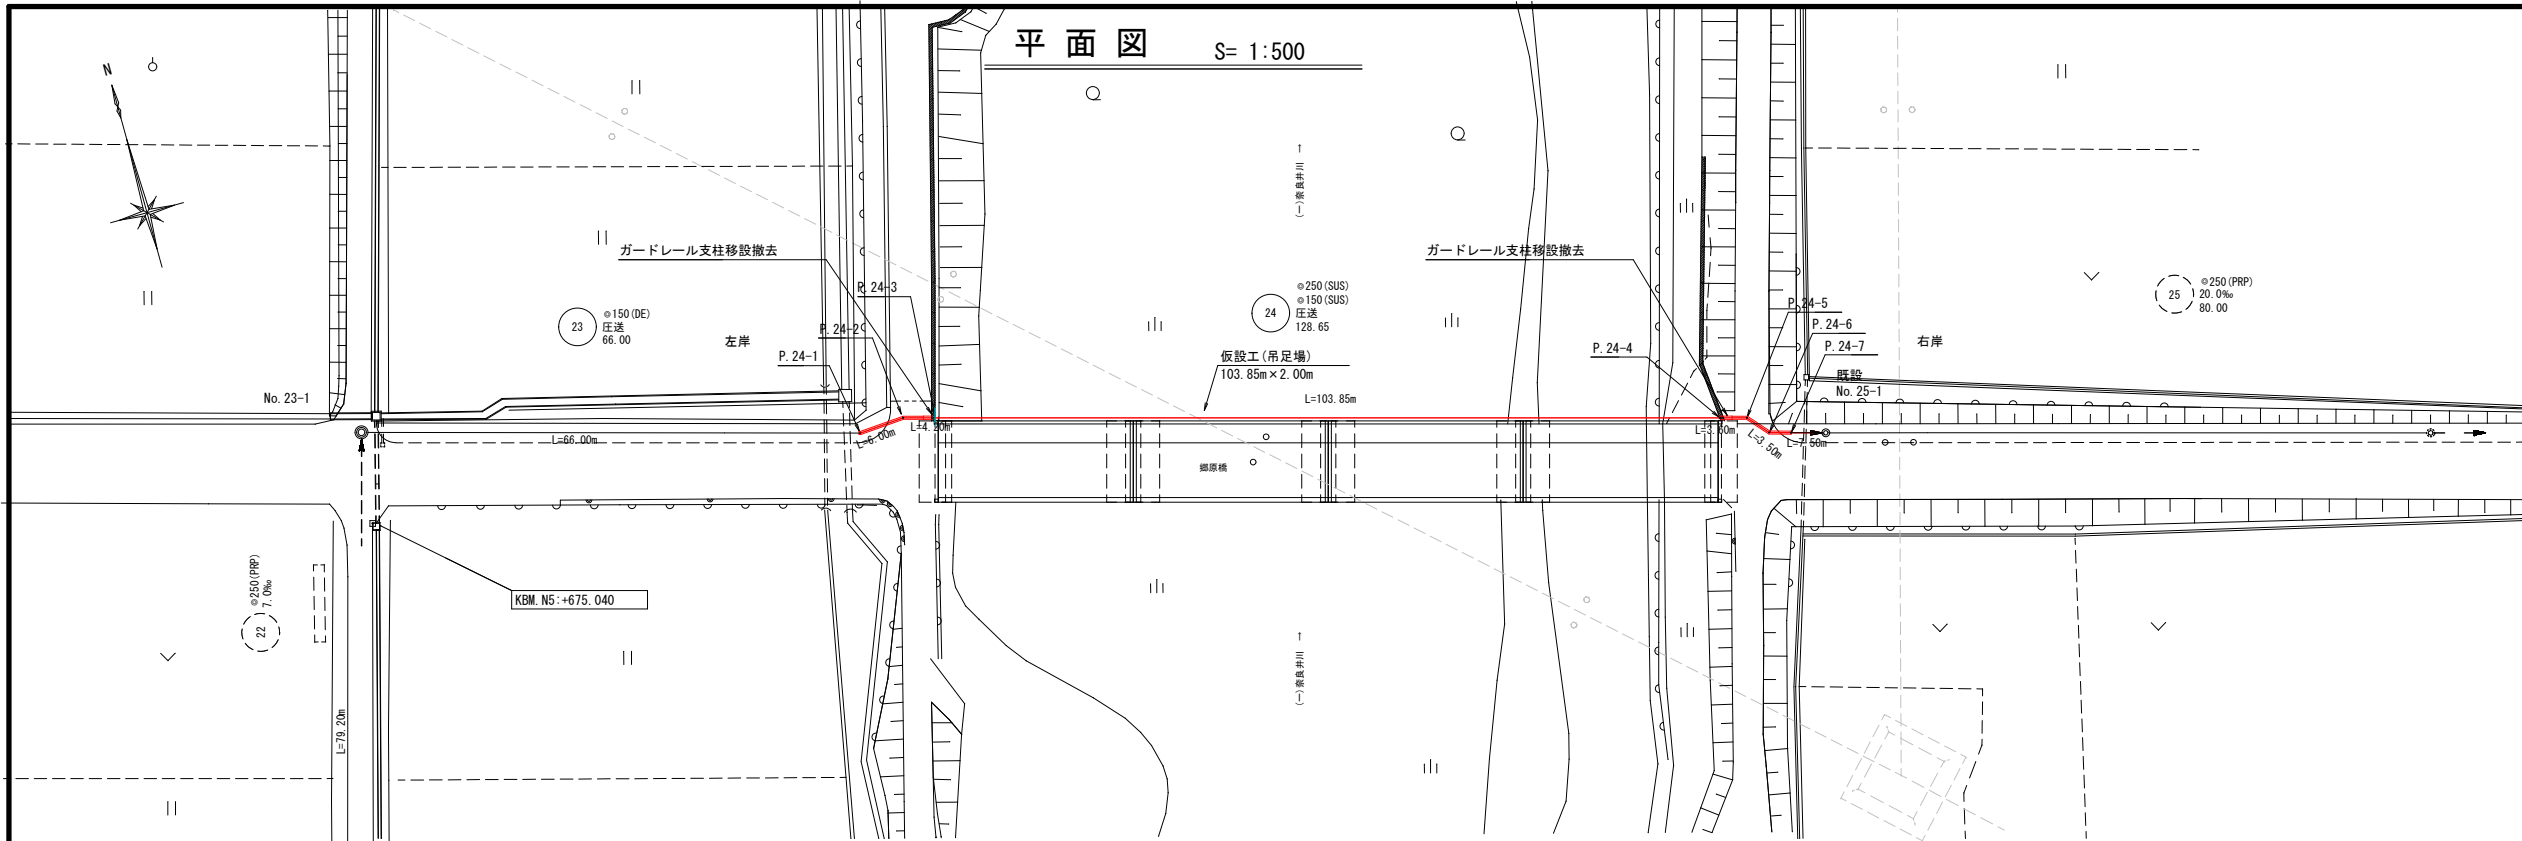 平面図 S= 1:500
N
ガードレール支柱移設撤去
ガードレール支柱移設撤去
(一)奈良井川→
P.24-3
P.24-2
P.24-1
23
◎150(DE)
圧送
66.00
左岸
24
◎250(SUS)
◎150(SUS)
圧送
128.65
仮設工(吊足場)
103.85m×2.00m
L=103.85m
P.24-4
P.24-5
P.24-6
P.24-7
右岸
25
◎250(PRP)
20.0‰
80.00
既設
No.25-1
No.23-1
L=66.00m
L=6.00m
L=4.20m
L=3.60m
L=3.50m
L=7.50m
郷原橋
KBM.N5:+675.040
22
◎250(PRP)
7.0‰
L=79.20m
(一)奈良井川→